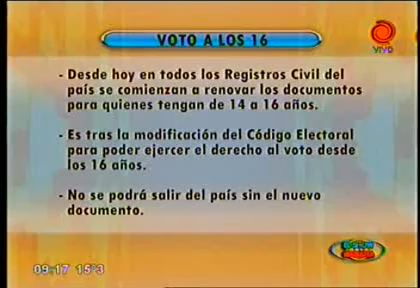 VOTO A LOS 16
VIVO
- Desde hoy en todos los Registros Civil del
país se comienzan a renovar los documentos
para quienes tengan de 14 a 16 años.
- Es tras la modificación del Código Electoral
para poder ejercer el derecho al voto desde
los 16 años.
- No se podrá salir del país sin el nuevo
documento.
09:17 15°3